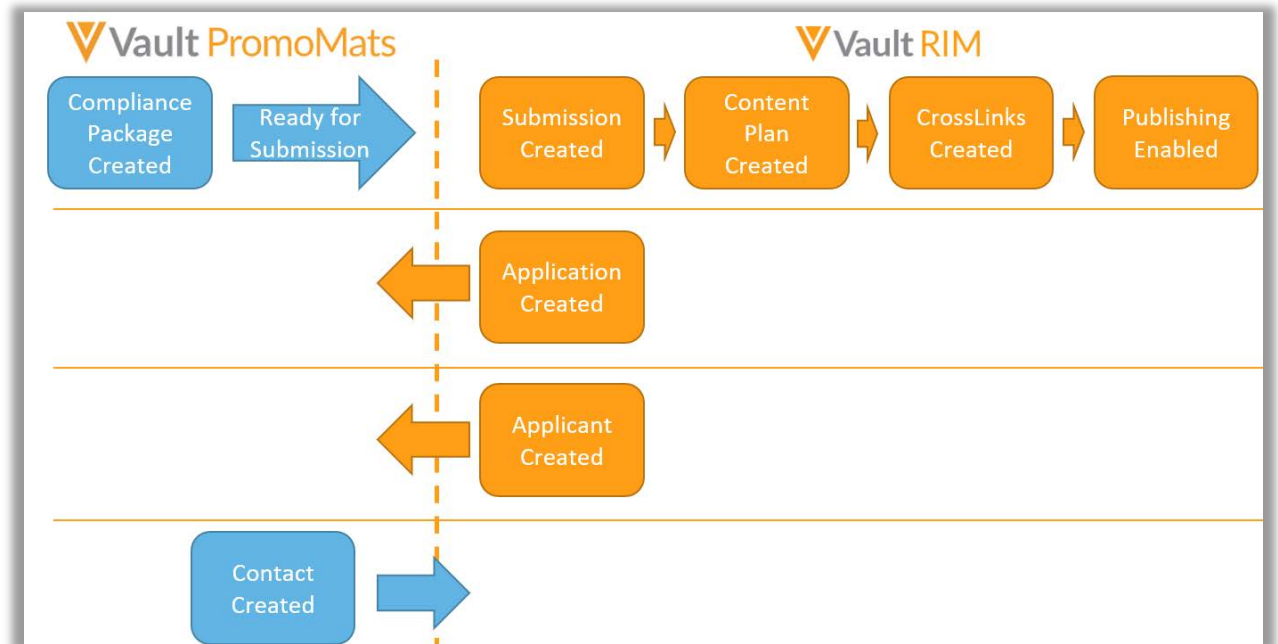 Vault PromoMats
Vault RIM
Compliance
Package
Created
Ready for
Submission
Submission
Created
Content
Plan
Created
CrossLinks
Created
Publishing
Enabled
Application
Created
Applicant
Created
Contact
Created